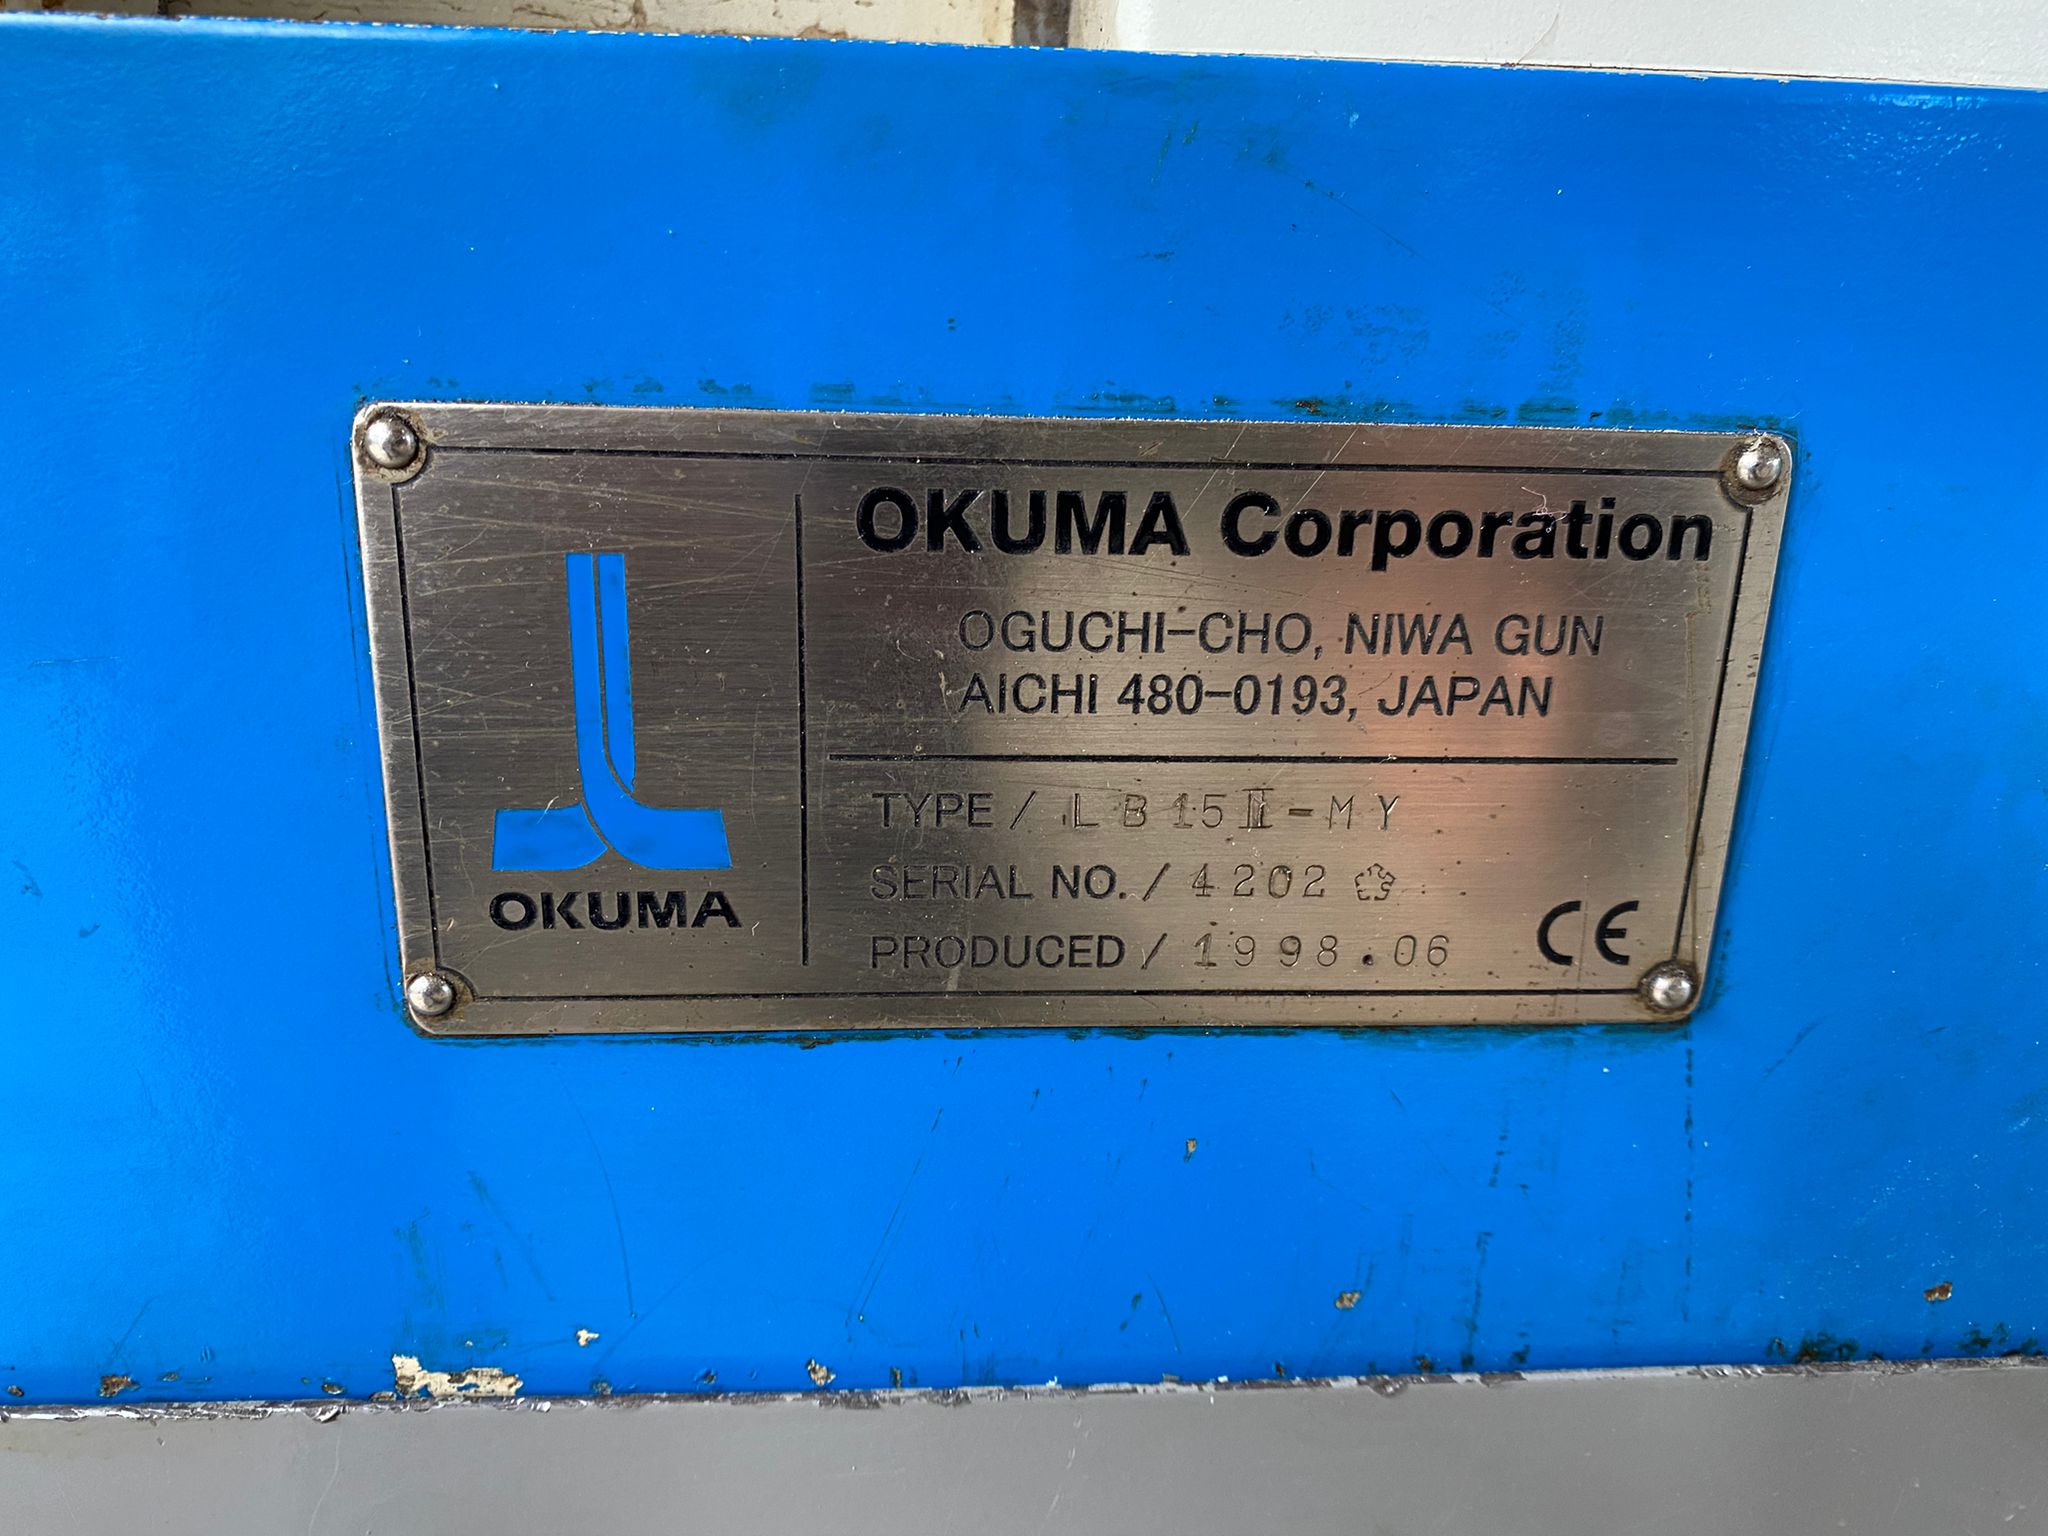 OKUMA Corporation
OGUCHI-CHO, NIWA GUN
AICHI 480-0193, JAPAN
TYPE / LB15Ⅱ-MY
SERIAL NO. / 4202
PRODUCED / 1998.06
CE
OKUMA